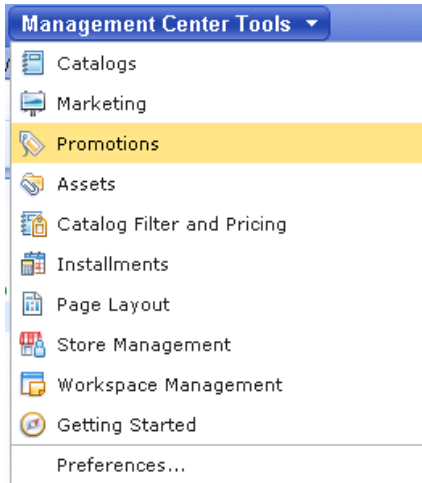 Management Center Tools
Catalogs
Marketing
Promotions
Assets
Catalog Filter and Pricing
Installments
Page Layout
Store Management
Workspace Management
Getting Started
Preferences...